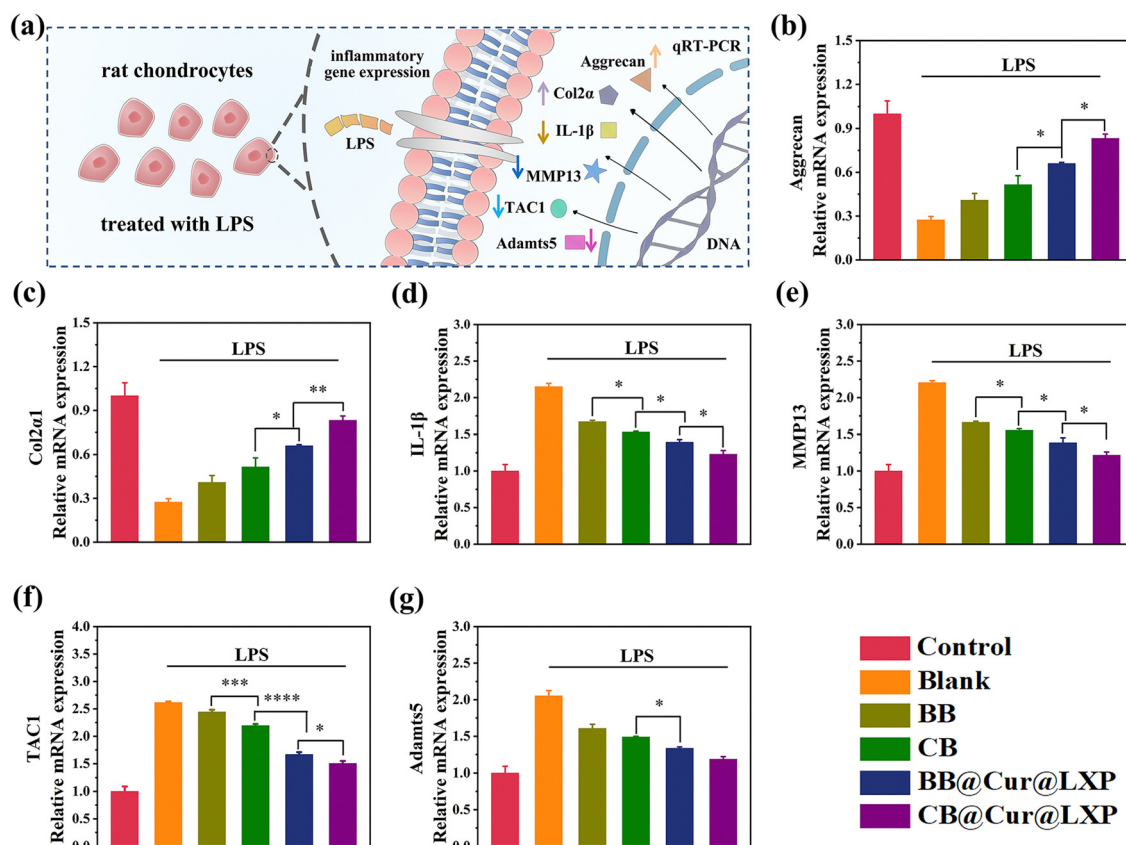 (a)
rat chondrocytes
treated with LPS
inflammatory
gene expression
LPS
qRT-PCR
Aggrecan
Col2α
IL-1β
MMP13
TAC1
Adamts5
DNA
(b)
Aggrecan
Relative mRNA expression
1.5
1.2
0.9
0.6
0.3
0.0
LPS
*
*
(c)
Col2α1
Relative mRNA expression
1.5
1.2
0.9
0.6
0.3
0.0
LPS
*
**
(d)
IL-1β
Relative mRNA expression
3.0
2.5
2.0
1.5
1.0
0.5
0.0
LPS
*
*
*
(e)
MMP13
Relative mRNA expression
3.0
2.5
2.0
1.5
1.0
0.5
0.0
LPS
*
*
*
(f)
TAC1
Relative mRNA expression
4.0
3.5
3.0
2.5
2.0
1.5
1.0
0.5
0.0
LPS
***
****
*
(g)
Adamts5
Relative mRNA expression
3.0
2.5
2.0
1.5
1.0
0.5
0.0
LPS
*
Control
Blank
BB
CB
BB@Cur@LXP
CB@Cur@LXP